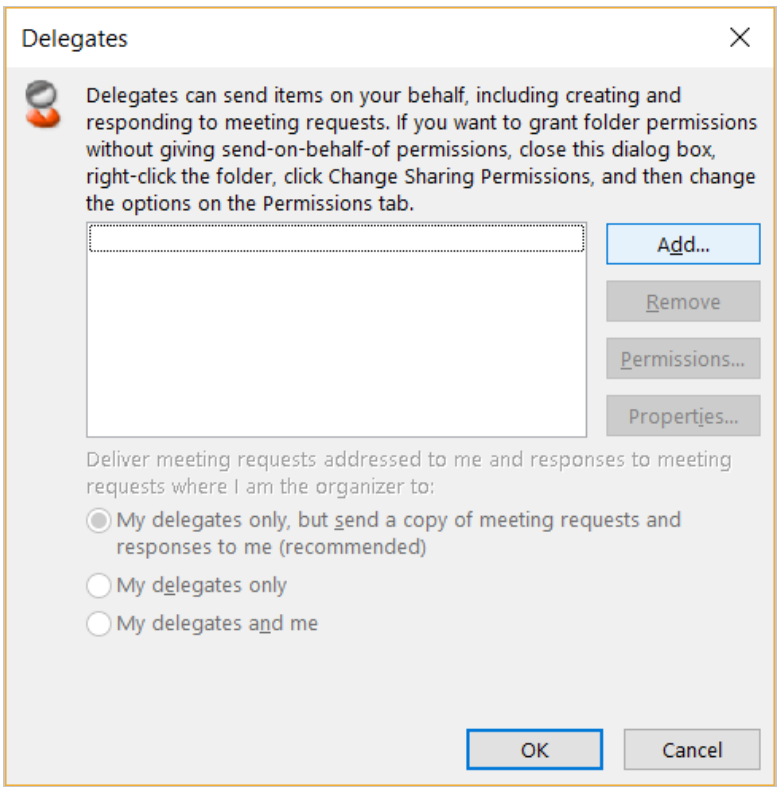 Delegates
Delegates can send items on your behalf, including creating and
responding to meeting requests. If you want to grant folder permissions
without giving send-on-behalf-of permissions, close this dialog box,
right-click the folder, click Change Sharing Permissions, and then change
the options on the Permissions tab.
Add...
Remove
Permissions...
Properties...
Deliver meeting requests addressed to me and responses to meeting
requests where I am the organizer to:
My delegates only, but send a copy of meeting requests and
responses to me (recommended)
My delegates only
My delegates and me
OK
Cancel